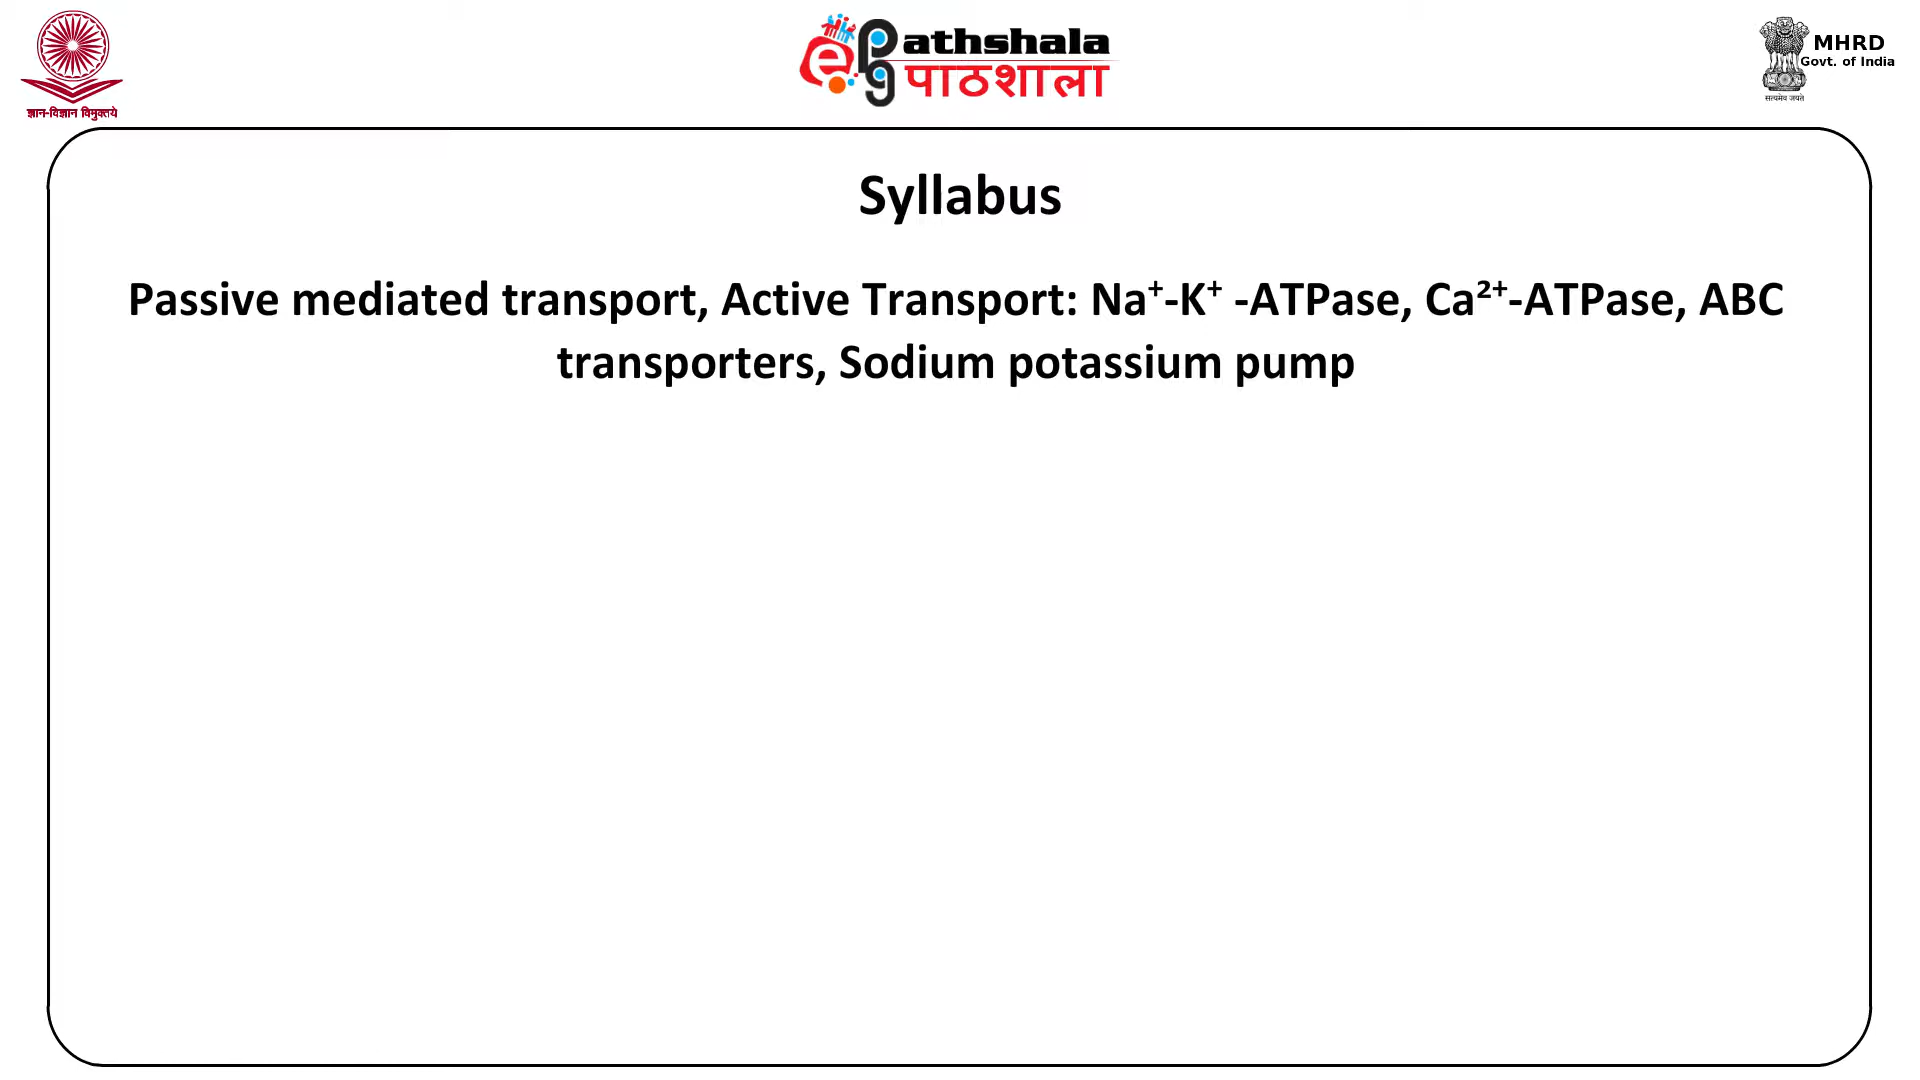 ज्ञान-विज्ञान विमुक्तये
epg athshala
पाठशाला
MHRD
Govt. of India
सत्यमेव जयते
Syllabus
Passive mediated transport, Active Transport: Na⁺-K⁺ -ATPase, Ca²⁺-ATPase, ABC
transporters, Sodium potassium pump